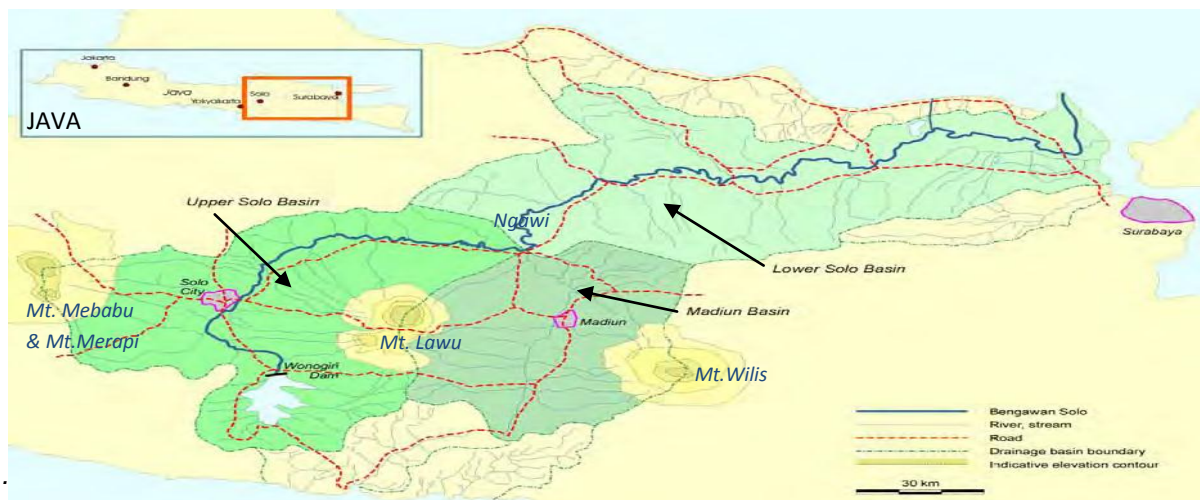 Jakarta
Bandung
Java
Yokyakarta
Solo
Surabaya
JAVA
Upper Solo Basin
Ngawi
Surabaya
Lower Solo Basin
Solo
City
Madiun Basin
Mt. Mebabu
& Mt.Merapi
Mt. Lawu
Madiun
Wonogiri
Dam
Mt.Wilis
Bengawan Solo
River, stream
Road
Drainage basin boundary
Indicative elevation contour
30 km